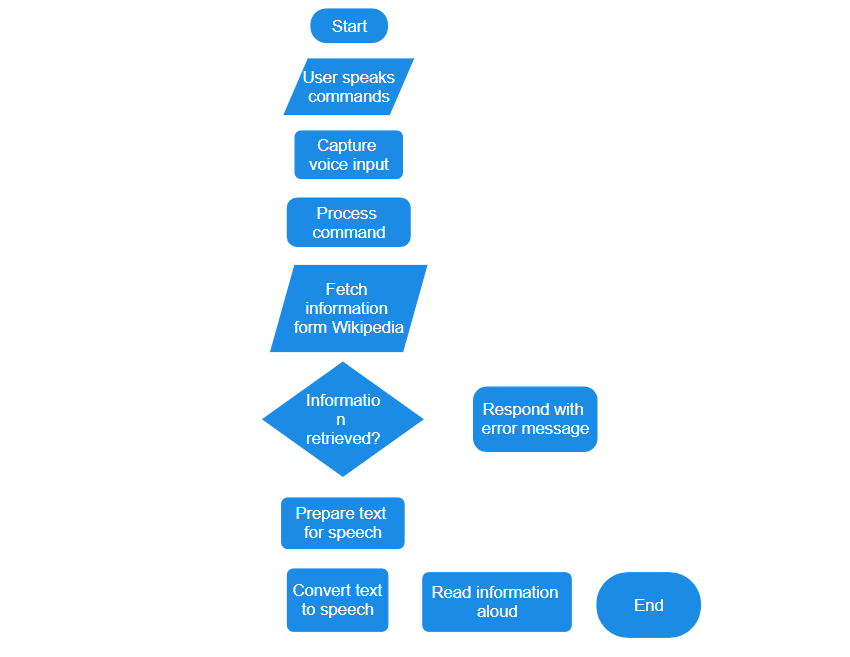 Start
User speaks
commands
Capture
voice input
Process
command
Fetch
information
form Wikipedia
Informatio
n
retrieved?
Respond with
error message
Prepare text
for speech
Convert text
to speech
Read information
aloud
End